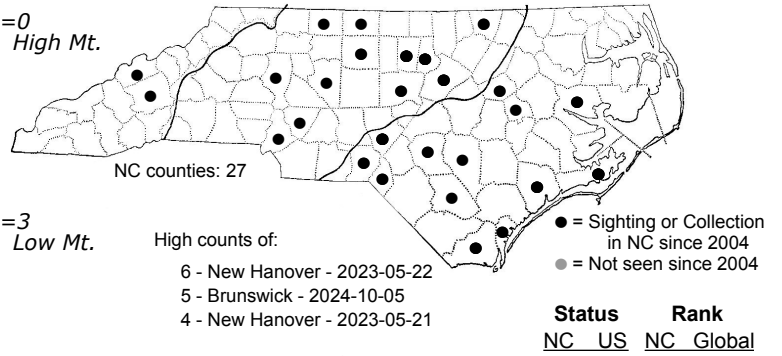 =0
High Mt.
NC counties: 27
=3
Low Mt.
High counts of:
6 - New Hanover - 2023-05-22
5 - Brunswick - 2024-10-05
4 - New Hanover - 2023-05-21
= Sighting or Collection
in NC since 2004
= Not seen since 2004
Status Rank
NC US NC Global